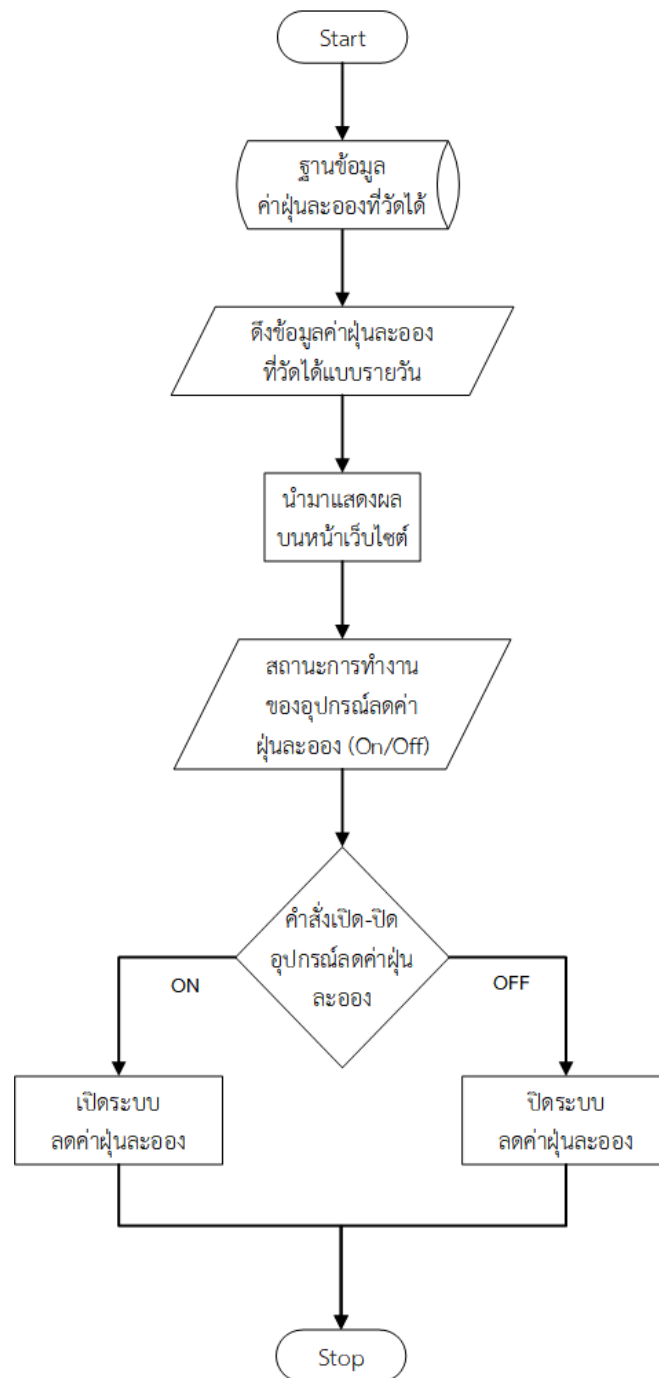 Start
ฐานข้อมูล
ค่าฝุ่นละอองที่วัดได้
ดึงข้อมูลค่าฝุ่นละออง
ที่วัดได้แบบรายวัน
นำมาแสดงผล
บนหน้าเว็บไซต์
สถานะการทำงาน
ของอุปกรณ์ลดค่า
ฝุ่นละออง (On/Off)
คำสั่งเปิด-ปิด
อุปกรณ์ลดค่าฝุ่น
ละออง
ON
OFF
เปิดระบบ
ลดค่าฝุ่นละออง
ปิดระบบ
ลดค่าฝุ่นละออง
Stop